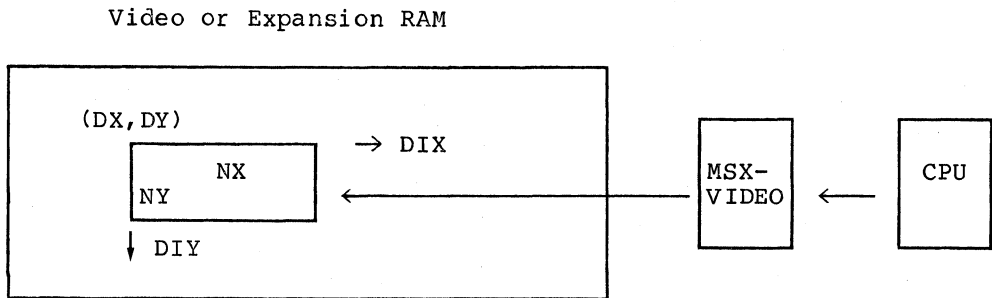 Video or Expansion RAM
(DX,DY)
→ DIX
NX
NY
MSX-
VIDEO
CPU
↓ DIY